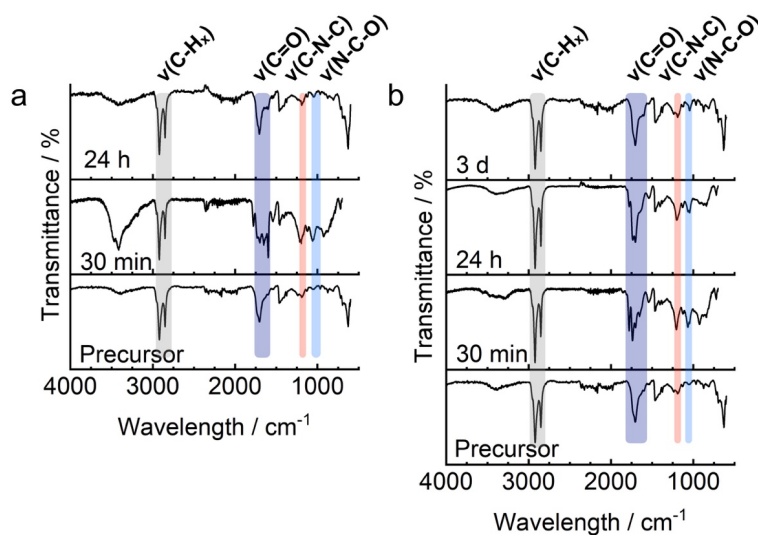 a
ν(C-Hₓ)
ν(C=O)
ν(C-N-C)
ν(N-C-O)
Transmittance / %
24 h
30 min
Precursor
4000 3000 2000 1000
Wavelength / cm⁻¹
b
ν(C-Hₓ)
ν(C=O)
ν(C-N-C)
ν(N-C-O)
Transmittance / %
3 d
24 h
30 min
Precursor
4000 3000 2000 1000
Wavelength / cm⁻¹